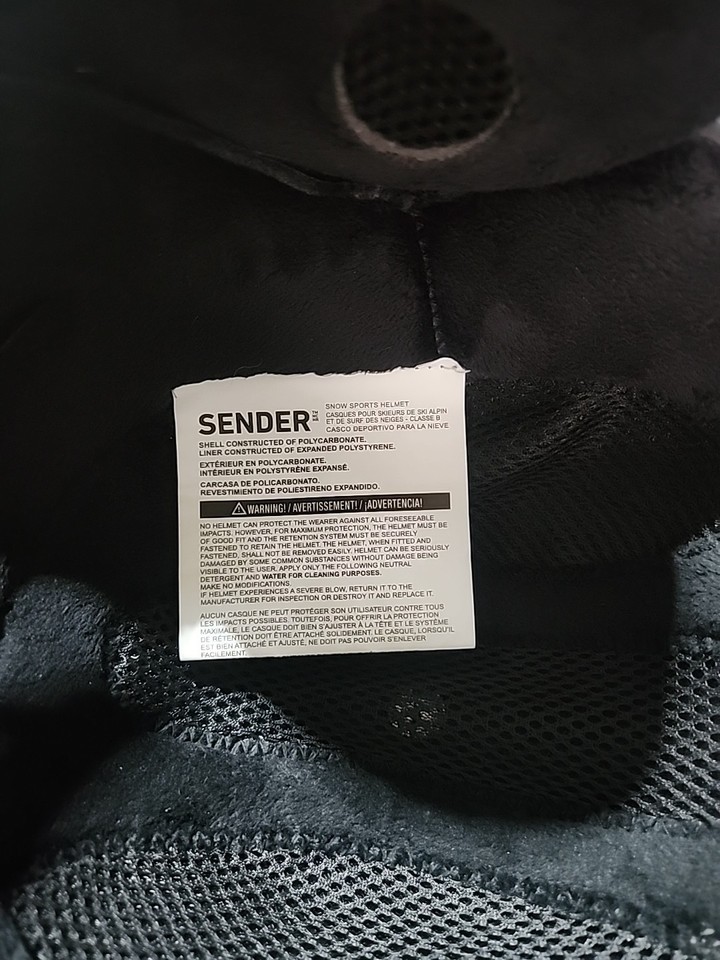 SENDER
SNOW SPORTS HELMET
CASQUES POUR SKIEURS DE SKI ALPIN
ET DE SURF DES NEIGES - CLASSE B
CASCO DEPORTIVO PARA LA NIEVE
SHELL CONSTRUCTED OF POLYCARBONATE.
LINER CONSTRUCTED OF EXPANDED POLYSTYRENE.
EXTÉRIEUR EN POLYCARBONATE.
INTÉRIEUR EN POLYSTYRÈNE EXPANSÉ.
CARCASA DE POLICARBONATO.
REVESTIMIENTO DE POLIESTIRENO EXPANDIDO.
WARNING! / AVERTISSEMENT! / ¡ADVERTENCIA!
NO HELMET CAN PROTECT THE WEARER AGAINST ALL FORESEEABLE
IMPACTS. HOWEVER, FOR MAXIMUM PROTECTION, THE HELMET MUST BE
OF GOOD FIT AND THE RETENTION SYSTEM MUST BE SECURELY
FASTENED TO RETAIN THE HELMET. THE HELMET, WHEN FITTED AND
FASTENED, SHALL NOT BE REMOVED EASILY. HELMET CAN BE SERIOUSLY
DAMAGED BY SOME COMMON SUBSTANCES WITHOUT DAMAGE BEING
VISIBLE TO THE USER. APPLY ONLY THE FOLLOWING NEUTRAL
DETERGENT AND WATER FOR CLEANING PURPOSES.
MAKE NO MODIFICATIONS.
IF HELMET EXPERIENCES A SEVERE BLOW, RETURN IT TO THE
MANUFACTURER FOR INSPECTION OR DESTROY IT AND REPLACE IT.
AUCUN CASQUE NE PEUT PROTÉGER SON UTILISATEUR CONTRE TOUS
LES IMPACTS POSSIBLES. TOUTEFOIS, POUR OFFRIR LA PROTECTION
MAXIMALE, LE CASQUE DOIT BIEN S'AJUSTER À LA TÊTE ET LE SYSTÈME
DE RÉTENTION DOIT ÊTRE ATTACHÉ SOLIDEMENT. LE CASQUE, LORSQU'IL
EST BIEN ATTACHÉ ET AJUSTÉ, NE DOIT PAS POUVOIR S'ENLEVER
FACILEMENT.